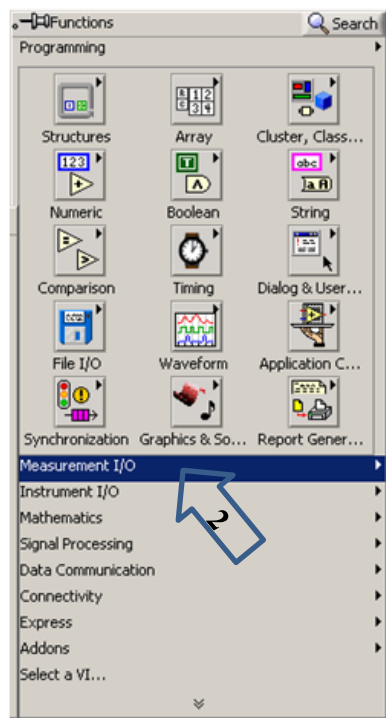 Functions Search
Programming
Structures Array Cluster, Class...
123
Numeric Boolean String
Comparison Timing Dialog & User...
File I/O Waveform Application C...
Synchronization Graphics & So... Report Gener...
Measurement I/O
2
Instrument I/O
Mathematics
Signal Processing
Data Communication
Connectivity
Express
Addons
Select a VI...